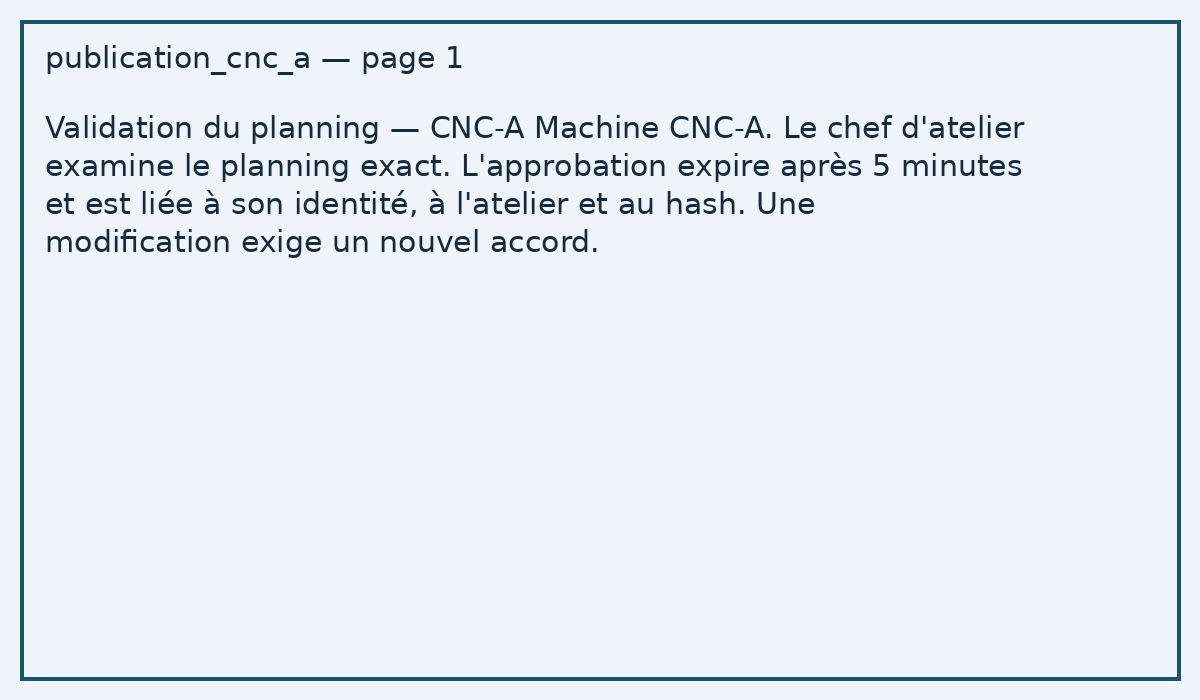 publication_cnc_a — page 1
Validation du planning — CNC-A Machine CNC-A. Le chef d'atelier
examine le planning exact. L'approbation expire après 5 minutes
et est liée à son identité, à l'atelier et au hash. Une
modification exige un nouvel accord.